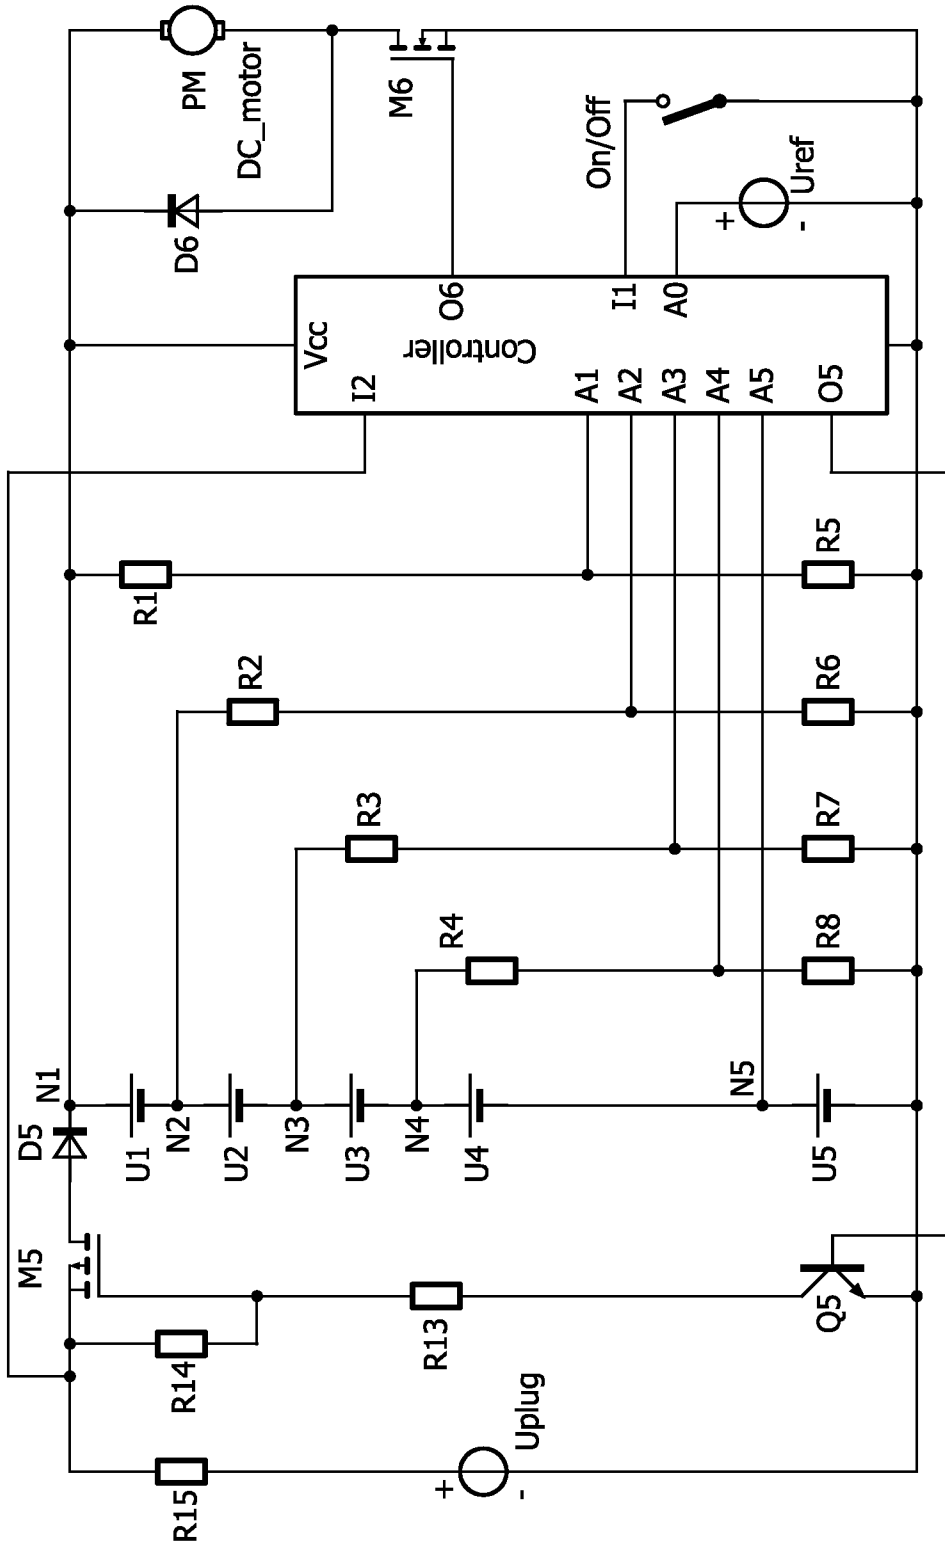 PM
DC_motor
M6
D6
On/Off
Uref
+
-
Vcc
O6
I1
A0
Controller
I2
A1
A2
A3
A4
A5
O5
R1
R5
R2
R6
R3
R7
R4
R8
N1
D5
U1
N2
U2
N3
U3
N4
U4
N5
U5
M5
R14
R13
Q5
R15
Uplug
+
-